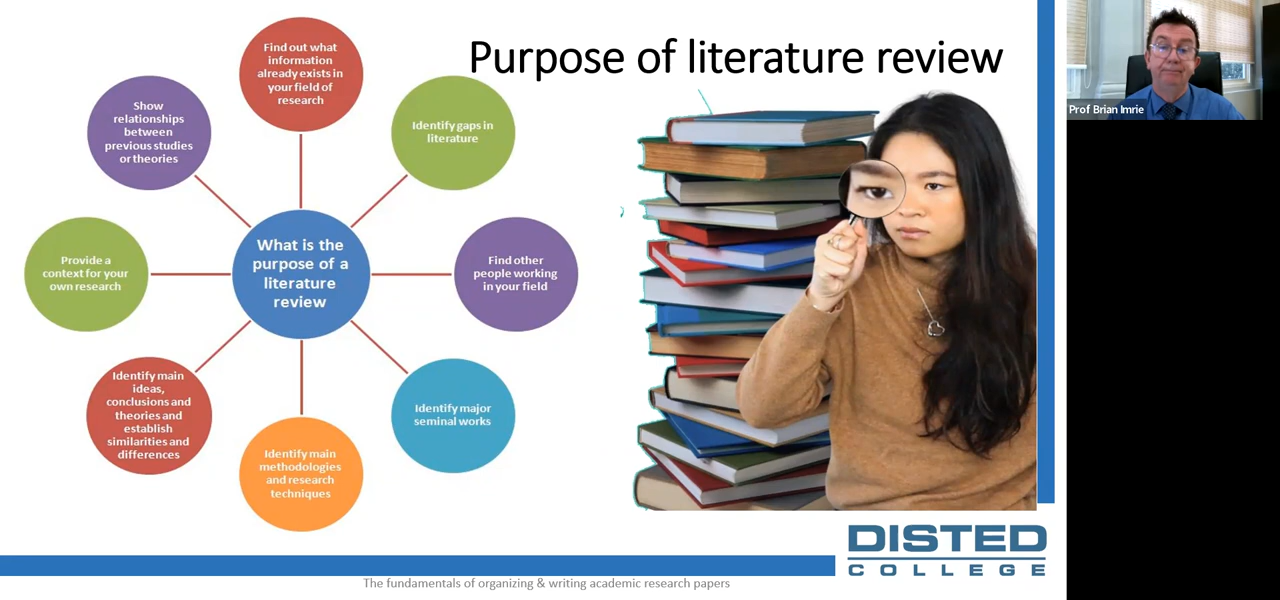 Purpose of literature review
Find out what
information
already exists in
your field of
research
Identify gaps in
literature
Find other
people working
in your field
Identify major
seminal works
Identify main
methodologies
and research
techniques
Identify main
ideas,
conclusions and
theories and
establish
similarities and
differences
Provide a
context for your
own research
Show
relationships
between
previous studies
or theories
What is the
purpose of a
literature
review
Prof Brian Imrie
DISTED
COLLEGE
The fundamentals of organizing & writing academic research papers